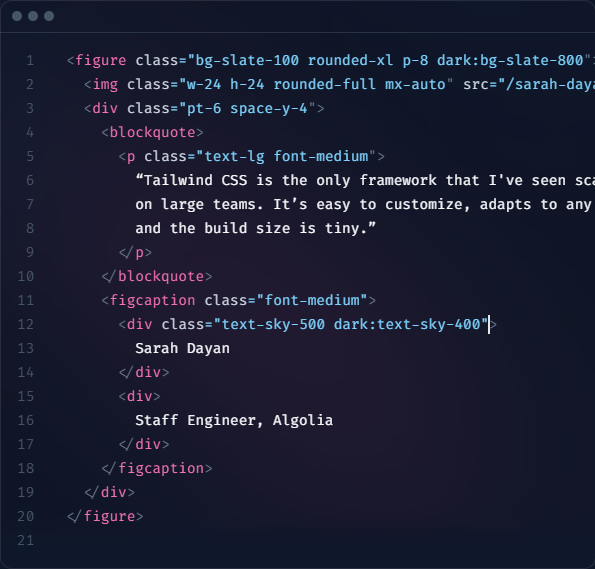 1 <figure class="bg-slate-100 rounded-xl p-8 dark:bg-slate-800">
2 <img class="w-24 h-24 rounded-full mx-auto" src="/sarah-daya
3 <div class="pt-6 space-y-4">
4 <blockquote>
5 <p class="text-lg font-medium">
6 “Tailwind CSS is the only framework that I've seen sca
7 on large teams. It’s easy to customize, adapts to any
8 and the build size is tiny.”
9 </p>
10 </blockquote>
11 <figcaption class="font-medium">
12 <div class="text-sky-500 dark:text-sky-400">
13 Sarah Dayan
14 </div>
15 <div>
16 Staff Engineer, Algolia
17 </div>
18 </figcaption>
19 </div>
20 </figure>
21